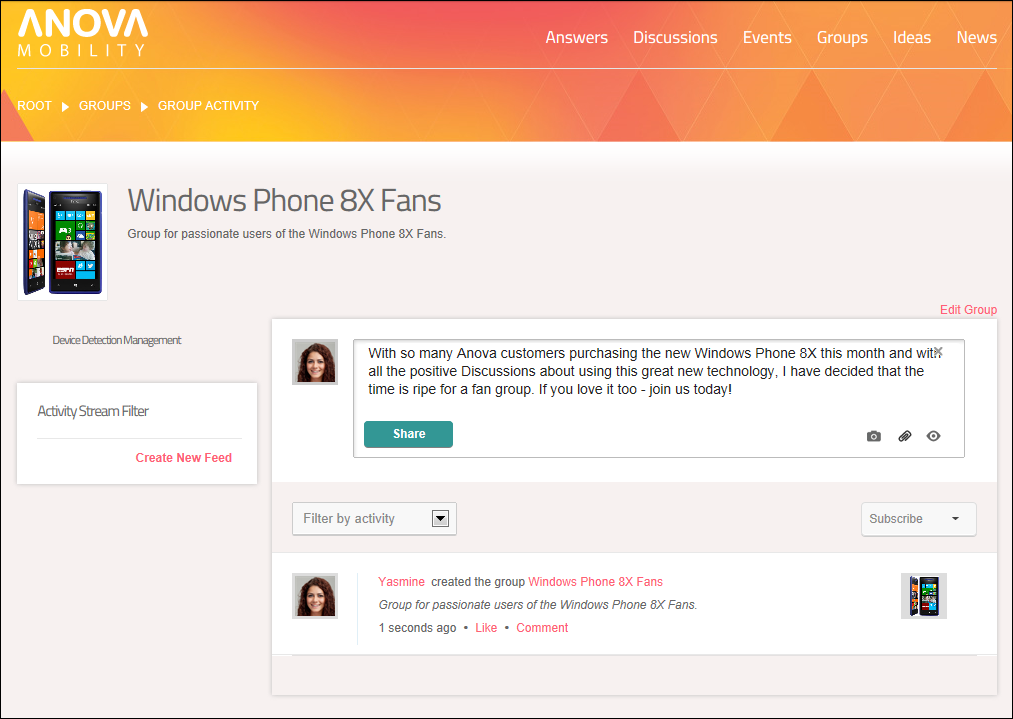 ANOVA
MOBILITY
Answers Discussions Events Groups Ideas News
ROOT GROUPS GROUP ACTIVITY
Windows Phone 8X Fans
Group for passionate users of the Windows Phone 8X Fans.
Edit Group
Device Detection Management
With so many Anova customers purchasing the new Windows Phone 8X this month and with
all the positive Discussions about using this great new technology, I have decided that the
time is ripe for a fan group. If you love it too - join us today!
Activity Stream Filter
Share
Create New Feed
Filter by activity
Subscribe
Yasmine created the group Windows Phone 8X Fans
Group for passionate users of the Windows Phone 8X Fans.
1 seconds ago • Like • Comment